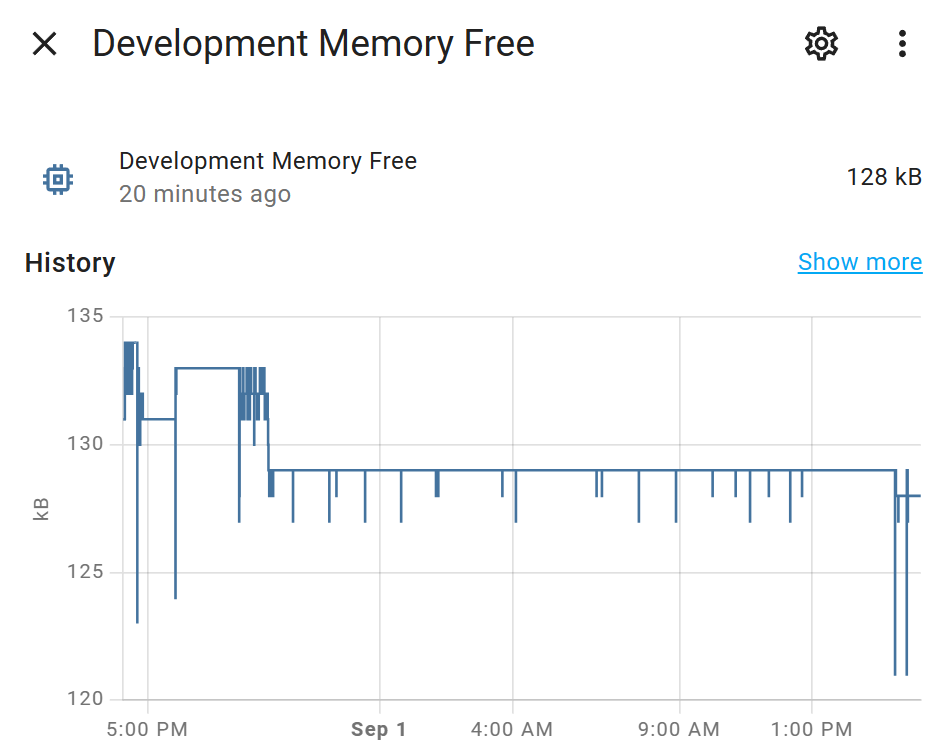 Development Memory Free
Development Memory Free
20 minutes ago
128 kB
History
Show more
135
130
125
120
kB
5:00 PM
Sep 1
4:00 AM
9:00 AM
1:00 PM